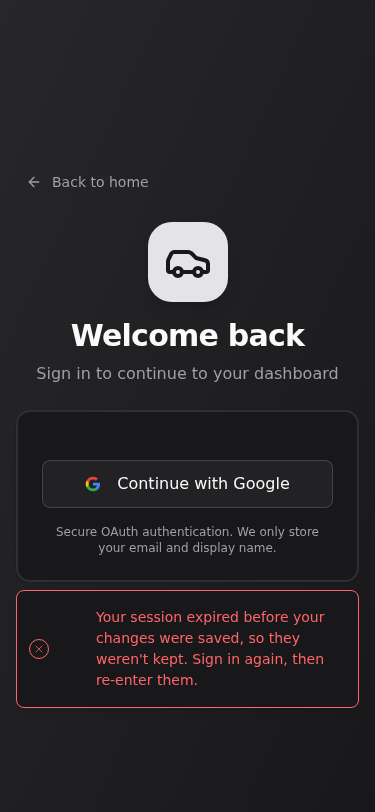 Back to home
Welcome back
Sign in to continue to your dashboard
Continue with Google
Secure OAuth authentication. We only store
your email and display name.
Your session expired before your
changes were saved, so they
weren't kept. Sign in again, then
re-enter them.